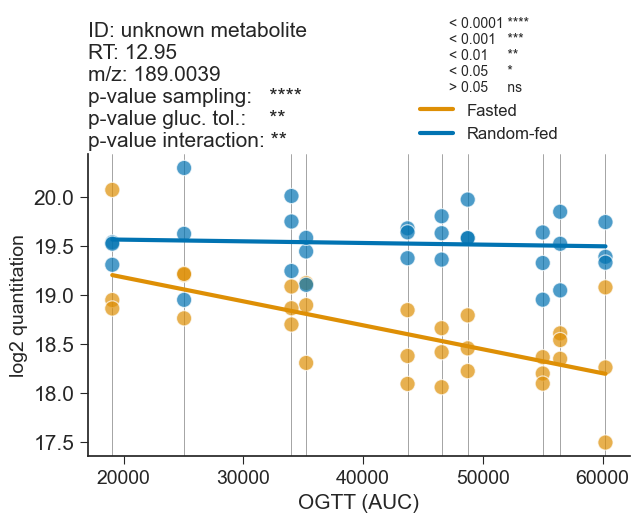 ID: unknown metabolite
RT: 12.95
m/z: 189.0039
p-value sampling: ****
p-value gluc. tol.: **
p-value interaction: **
< 0.0001 ****
< 0.001 ***
< 0.01 **
< 0.05 *
> 0.05 ns
Fasted
Random-fed
log2 quantitation
20.0
19.5
19.0
18.5
18.0
17.5
20000 30000 40000 50000 60000
OGTT (AUC)